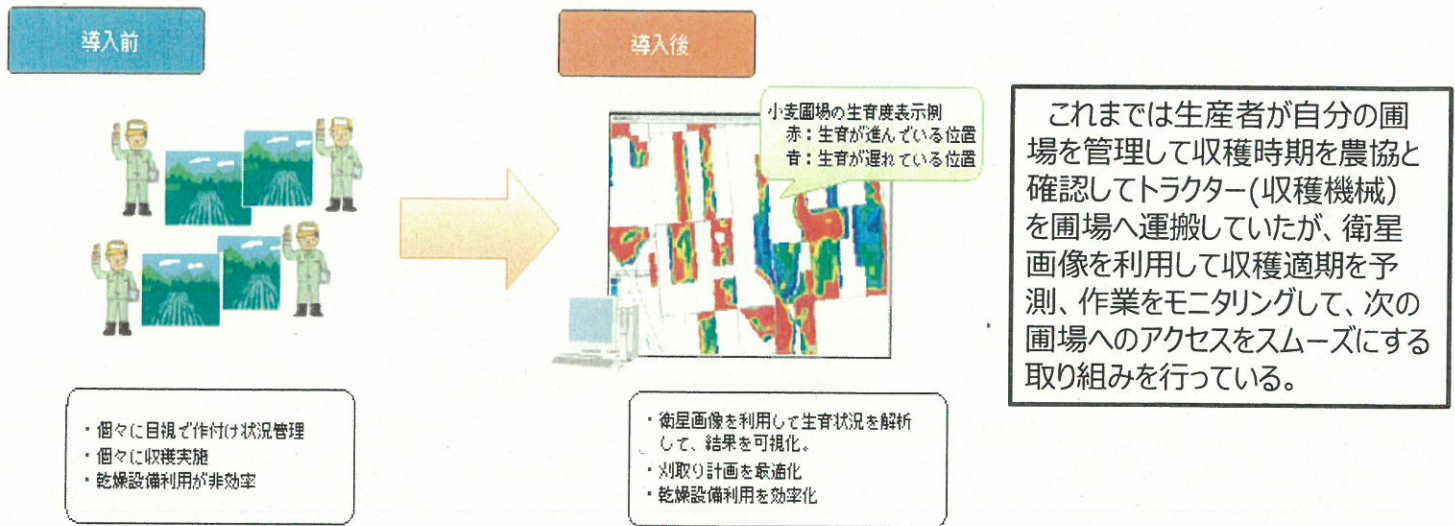 導入前
導入後
小麦圃場の生育度表示例
赤：生育が進んでいる位置
青：生育が遅れている位置
これまでは生産者が自分の圃
場を管理して収穫時期を農協と
確認してトラクター(収穫機械)
を圃場へ運搬していたが、衛星
画像を利用して収穫適期を予
測、作業をモニタリングして、次の
圃場へのアクセスをスムーズにする
取り組みを行っている。
・個々に目視で作付け状況管理
・個々に収穫実施
・乾燥設備利用が非効率
・衛星画像を利用して生育状況を解析
して、結果を可視化。
・刈取り計画を最適化
・乾燥設備利用を効率化